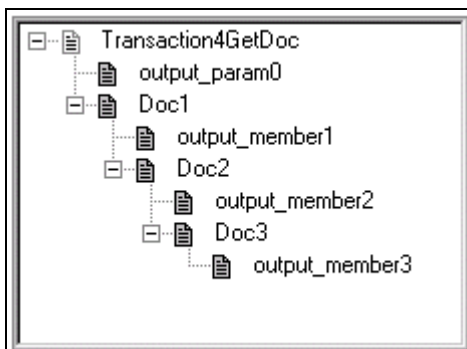 Transaction4GetDoc
output_param0
Doc1
output_member1
Doc2
output_member2
Doc3
output_member3